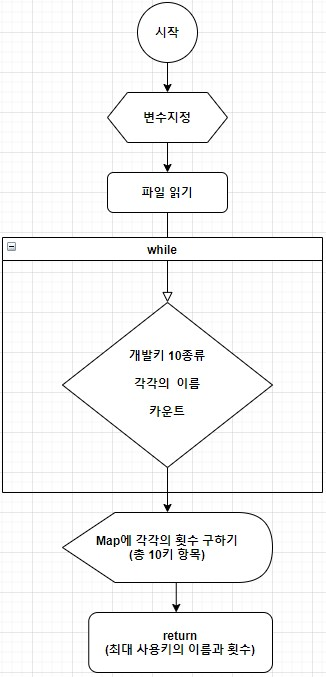 시작
변수지정
파일 읽기
while
개발키 10종류
각각의 이름
카운트
Map에 각각의 횟수 구하기
(총 10키 항목)
return
(최대 사용키의 이름과 횟수)